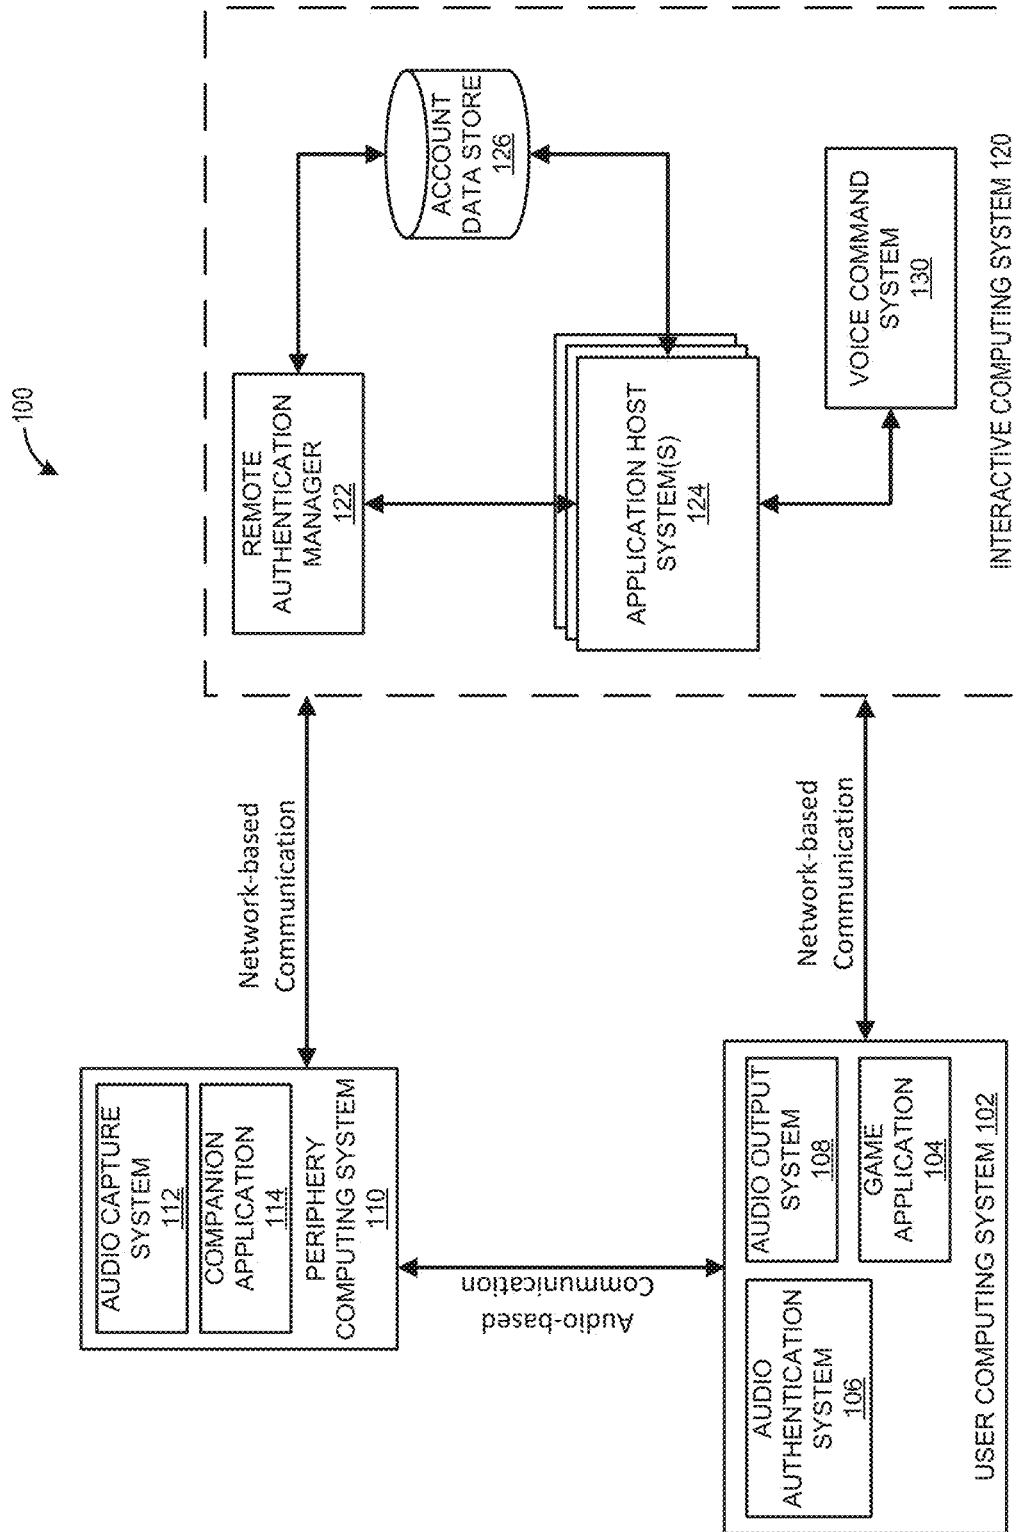 100
AUDIO CAPTURE
SYSTEM
112
COMPANION
APPLICATION
114
PERIPHERY
COMPUTING SYSTEM
110
Network-based
Communication
REMOTE
AUTHENTICATION
MANAGER
122
ACCOUNT
DATA STORE
126
Audio-based
Communication
APPLICATION HOST
SYSTEM(S)
124
AUDIO
AUTHENTICATION
SYSTEM
106
AUDIO OUTPUT
SYSTEM
108
GAME
APPLICATION
104
USER COMPUTING SYSTEM 102
Network-based
Communication
VOICE COMMAND
SYSTEM
130
INTERACTIVE COMPUTING SYSTEM 120